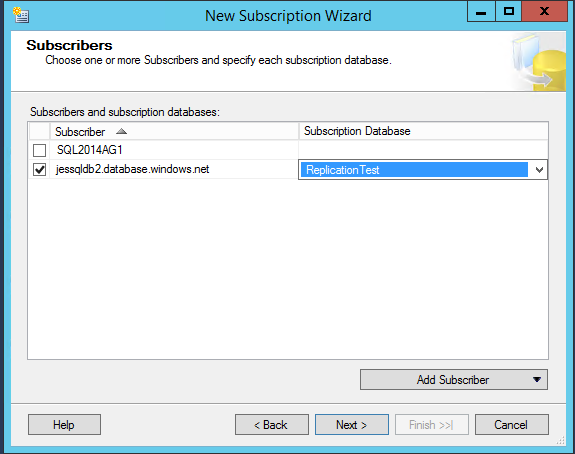 New Subscription Wizard
Subscribers
Choose one or more Subscribers and specify each subscription database.
Subscribers and subscription databases:
Subscriber Subscription Database
SQL2014AG1
jessqldb2.database.windows.net ReplicationTest
Add Subscriber
Help < Back Next > Finish >>| Cancel